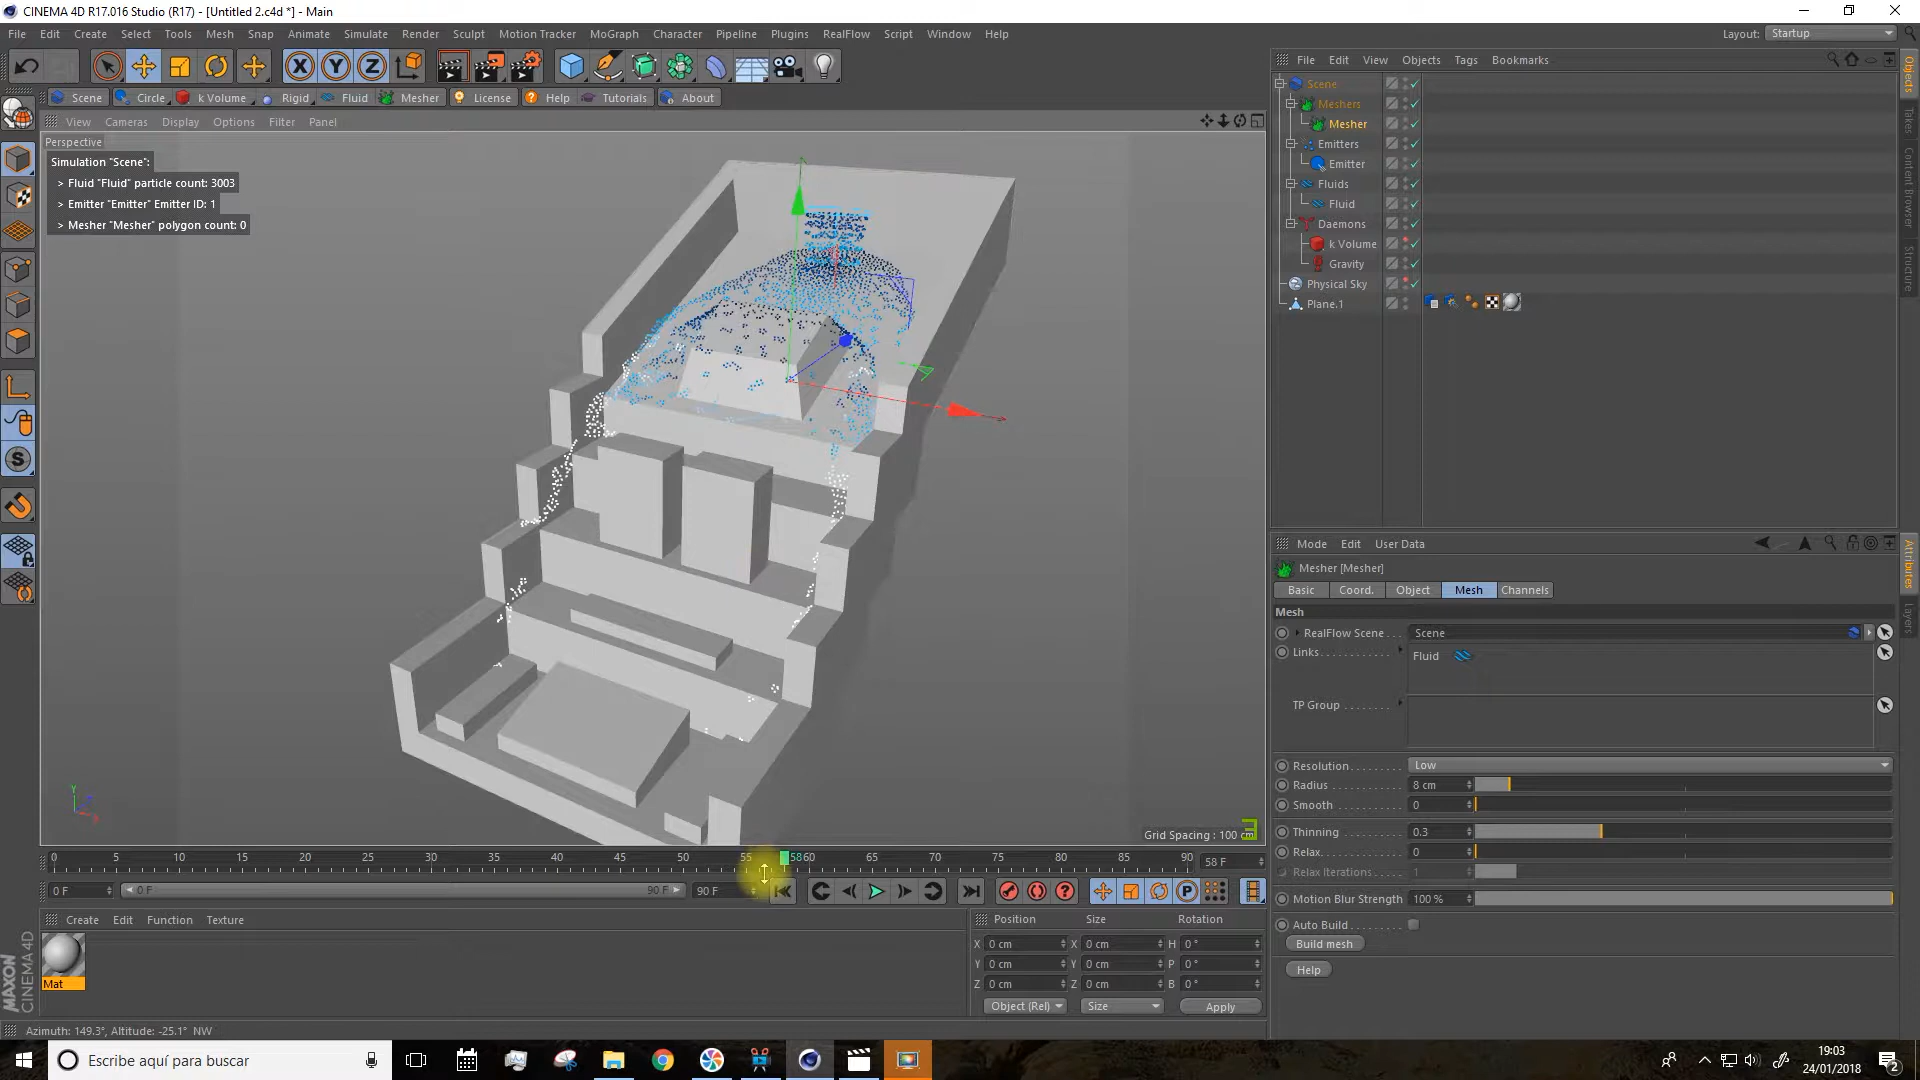 CINEMA 4D R17.016 Studio (R17) - [Untitled 2.c4d *] - Main
File Edit Create Select Tools Mesh Snap Animate Simulate Render Sculpt Motion Tracker MoGraph Character Pipeline Plugins RealFlow Script Window Help
Layout: Startup
Scene Circle k Volume Rigid Fluid Mesher License Help Tutorials About
View Cameras Display Options Filter Panel
Perspective
Simulation "Scene":
> Fluid "Fluid" particle count: 3003
> Emitter "Emitter" Emitter ID: 1
> Mesher "Mesher" polygon count: 0
Grid Spacing : 100 cm
3
Y
File Edit View Objects Tags Bookmarks
Scene
Meshers
Mesher
Emitters
Emitter
Fluids
Fluid
Daemons
k Volume
Gravity
Physical Sky
Plane.1
Objects
Takes
Content Browser
Structure
Mode Edit User Data
Mesher [Mesher]
Basic Coord. Object Mesh Channels
Mesh
RealFlow Scene . . . Scene
Links. . . . . . . . . . . . Fluid
TP Group . . . . . . . .
Resolution. . . . . . . . Low
Radius . . . . . . . . . . 8 cm
Smooth . . . . . . . . . 0
Thinning . . . . . . . . 0.3
Relax. . . . . . . . . . . 0
Relax Iterations . . . 1
Motion Blur Strength 100 %
Auto Build. . . . . . . .
Build mesh
Help
Attributes
Layers
0 5 10 15 20 25 30 35 40 45 50 55 58 60 65 70 75 80 85 90 58 F
0 F 0 F 90 F 90 F
Create Edit Function Texture
Mat
Position Size Rotation
X 0 cm X 0 cm H 0 °
Y 0 cm Y 0 cm P 0 °
Z 0 cm Z 0 cm B 0 °
Object (Rel) Size Apply
MAXON
CINEMA 4D
Azimuth: 149.3°, Altitude: -25.1° NW
Escribe aquí para buscar
19:03
24/01/2018
2